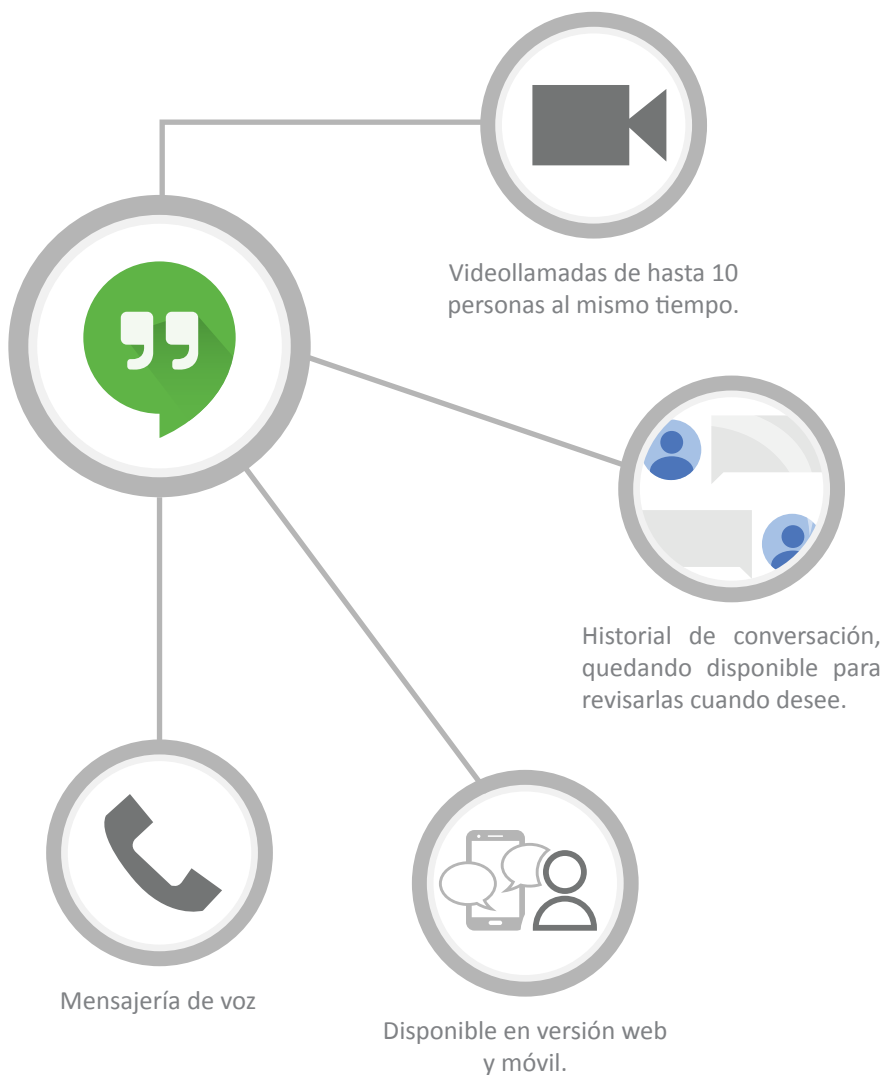 Videollamadas de hasta 10
personas al mismo tiempo.
Historial de conversación,
quedando disponible para
revisarlas cuando desee.
Mensajería de voz
Disponible en versión web
y móvil.